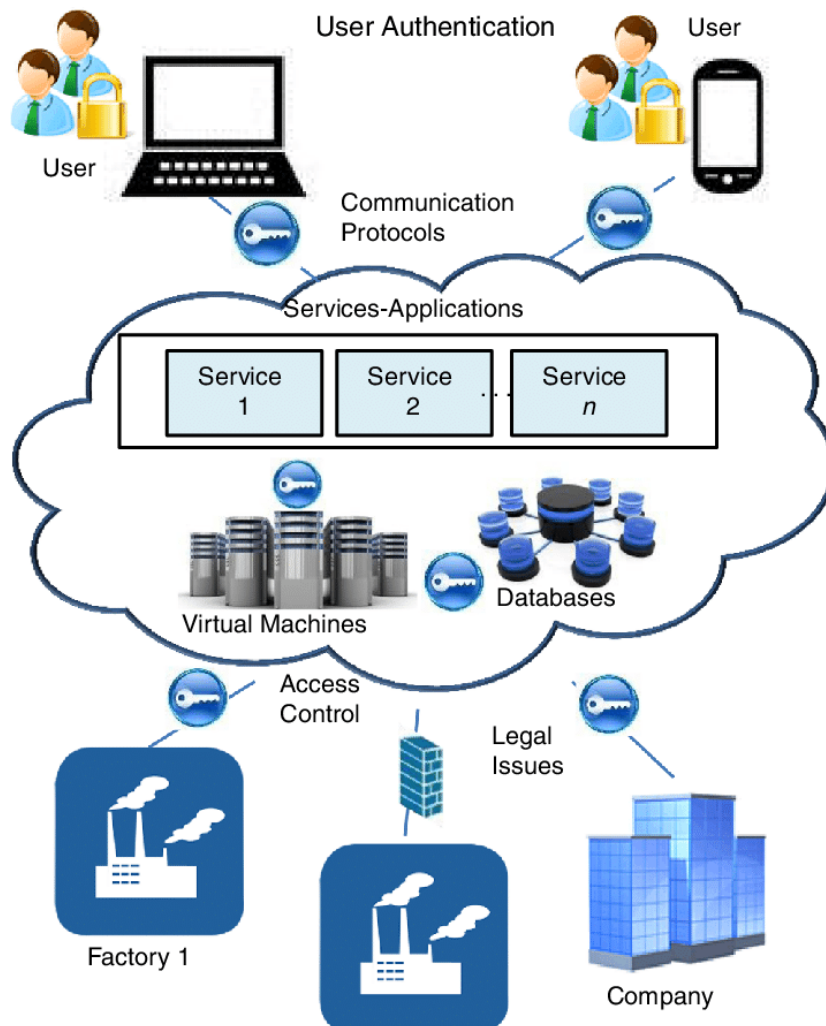 User Authentication
User
User
Communication
Protocols
Services-Applications
Service
1
Service
2
...
Service
n
Virtual Machines
Databases
Access
Control
Legal
Issues
Factory 1
Company